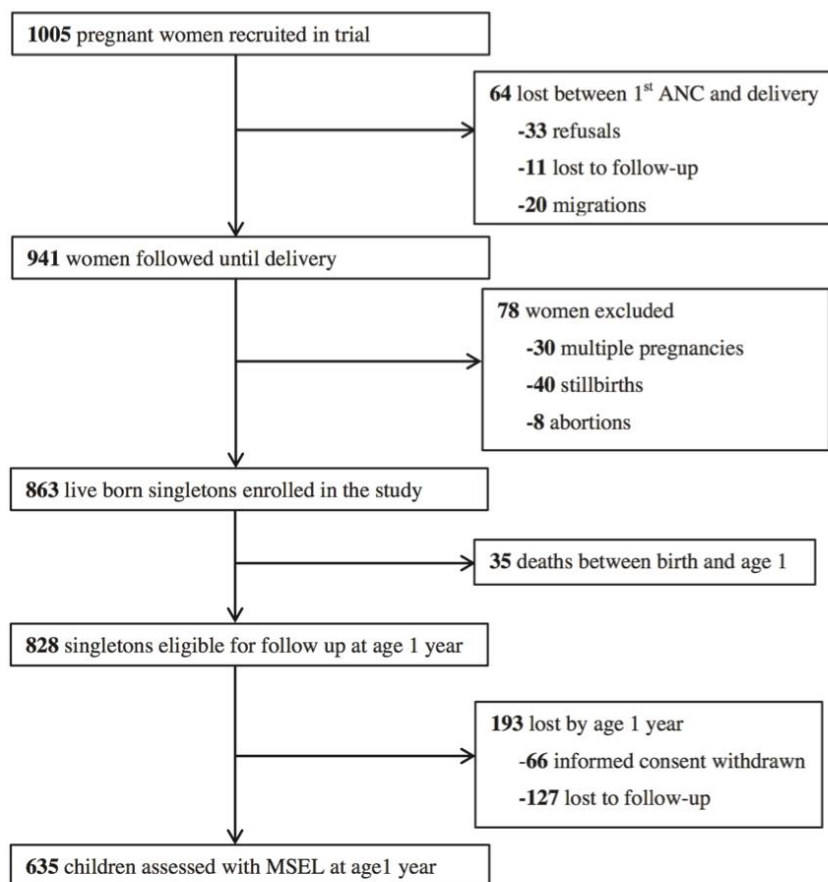 1005 pregnant women recruited in trial
64 lost between 1st ANC and delivery
-33 refusals
-11 lost to follow-up
-20 migrations
941 women followed until delivery
78 women excluded
-30 multiple pregnancies
-40 stillbirths
-8 abortions
863 live born singletons enrolled in the study
35 deaths between birth and age 1
828 singletons eligible for follow up at age 1 year
193 lost by age 1 year
-66 informed consent withdrawn
-127 lost to follow-up
635 children assessed with MSEL at age1 year